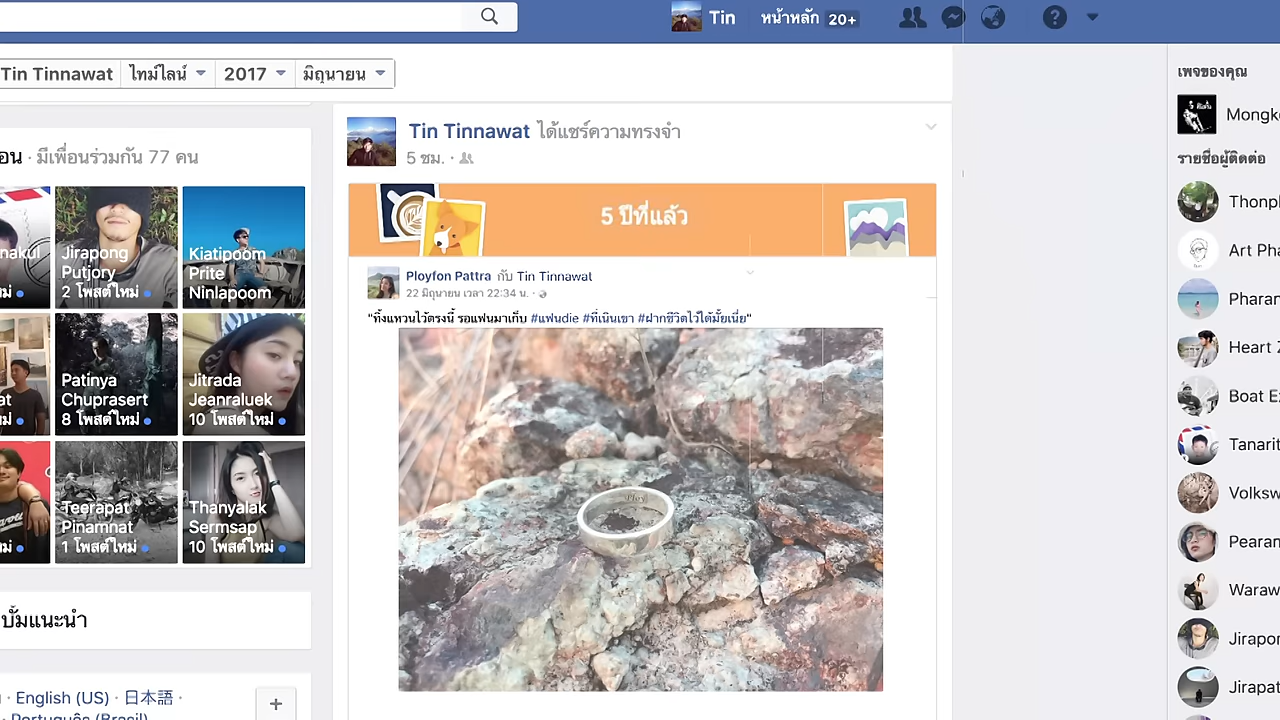 Tin
หน้าหลัก 20+
Tin Tinnawat
ไทม์ไลน์
2017
มิถุนายน
อน · มีเพื่อนร่วมกัน 77 คน
Jirapong
Putjory
2 โพสต์ใหม่
Kiatipoom
Prite
Ninlapoom
Patinya
Chuprasert
8 โพสต์ใหม่
Jitrada
Jeanraluek
10 โพสต์ใหม่
Teerapat
Pinamnat
1 โพสต์ใหม่
Thanyalak
Sermsap
10 โพสต์ใหม่
บั้มแนะนำ
English (US) · 日本語 ·
Português (Brasil)
+
Tin Tinnawat ได้แชร์ความทรงจำ
5 ชม. ·
5 ปีที่แล้ว
Ployfon Pattra กับ Tin Tinnawat
22 มิถุนายน เวลา 22:34 น. ·
"ทิ้งแหวนไว้ตรงนี้ รอแฟนมาเก็บ #แฟนdie #ที่เนินเขา #ฝากชีวิตไว้ได้มั้ยเนี่ย"
Ploy
เพจของคุณ
Mongk
รายชื่อผู้ติดต่อ
Thonpl
Art Pha
Pharan
Heart Z
Boat Ex
Tanarit
Volksw
Pearan
Waraw
Jirapor
Jirapat